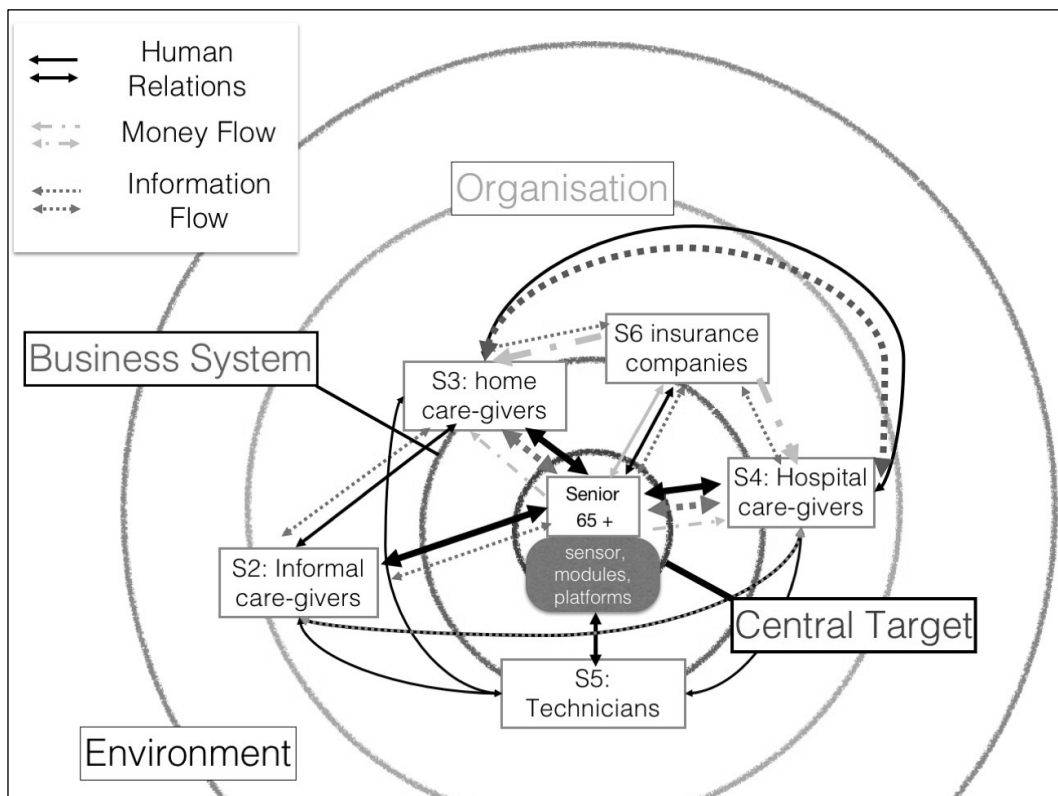 Human
Relations
Money Flow
Information
Flow
Organisation
Business System
S6 insurance
companies
S3: home
care-givers
Senior
65 +
S4: Hospital
care-givers
sensor,
modules,
platforms
S2: Informal
care-givers
Central Target
S5:
Technicians
Environment